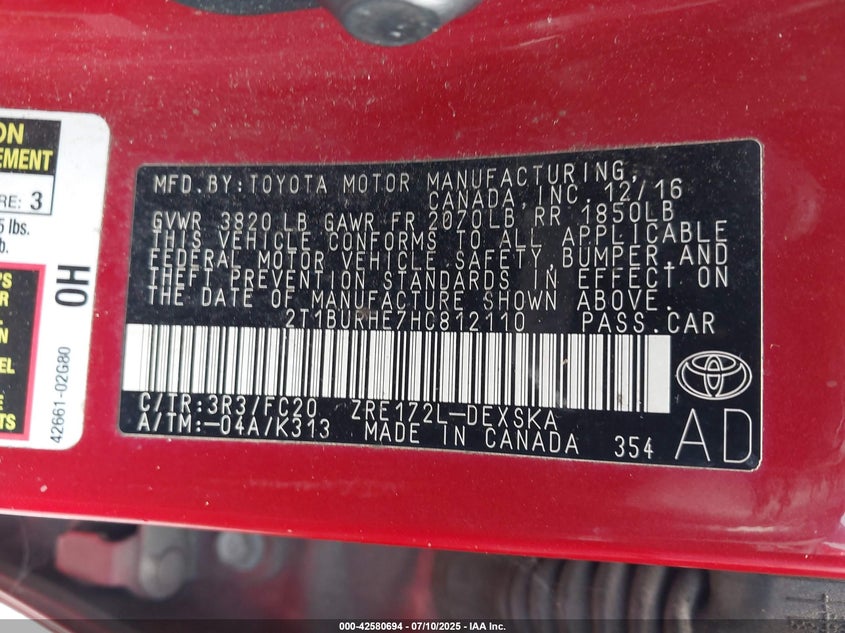 ON
EMENT
RE: 3
5 lbs.
b.
OH
'S
R
EL
E
TS
42661-02G80
MFD.BY:TOYOTA MOTOR MANUFACTURING,
CANADA, INC. 12/16
GVWR 3820 LB GAWR FR 2070LB RR 1850LB
THIS VEHICLE CONFORMS TO ALL APPLICABLE
FEDERAL MOTOR VEHICLE SAFETY, BUMPER, AND
THEFT PREVENTION STANDARDS IN EFFECT ON
THE DATE OF MANUFACTURE SHOWN ABOVE.
2T1BURHE7HC812110 PASS.CAR
C/TR:3R3/FC20 ZRE172L-DEXSKA
A/TM:-04A/K313 MADE IN CANADA 354
AD
000-42580694 / 07/10/2025 - IAA Inc.